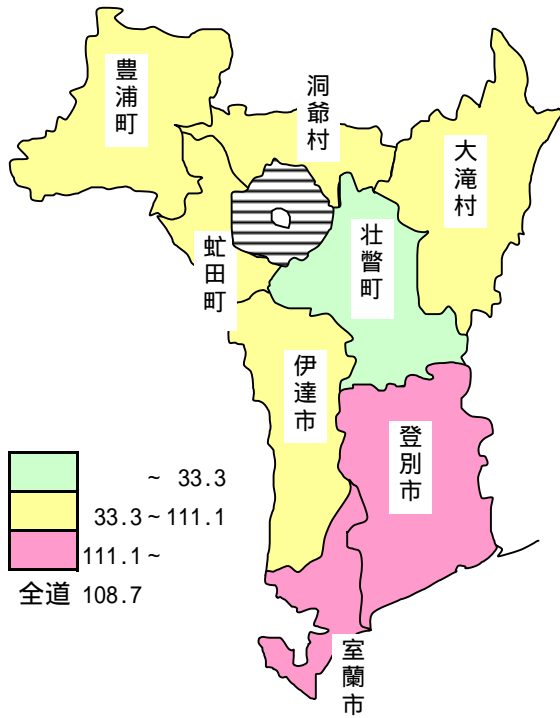 豊浦町
洞爺村
大滝村
虻田町
壮瞥町
伊達市
登別市
室蘭市
~ 33.3
33.3~111.1
111.1~
全道 108.7